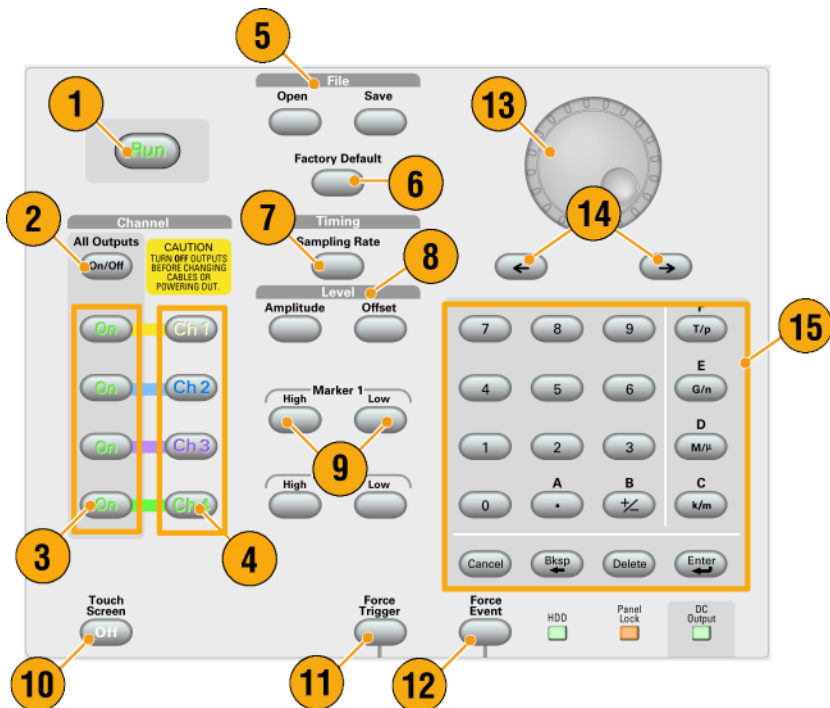 5
File
Open Save
1
Run
13
Factory Default
6
2
7
14
Channel
Timing
All Outputs
On/Off
CAUTION
TURN OFF OUTPUTS
BEFORE CHANGING
CABLES OR
POWERING OUT.
Sampling Rate
8
← →
Level
Amplitude Offset
15
On Ch 1
7 8 9 T/p
F
Marker 1
High Low
On Ch 2
4 5 6 G/n
E
9
On Ch 3
1 2 3 M/µ
D
High Low
On Ch 4
A B C
0 . +/− k/m
3 4
Cancel Bksp Delete Enter
Touch
Screen
Off
Force
Trigger
Force
Event
HDD
Panel
Lock
DC
Output
10
11
12